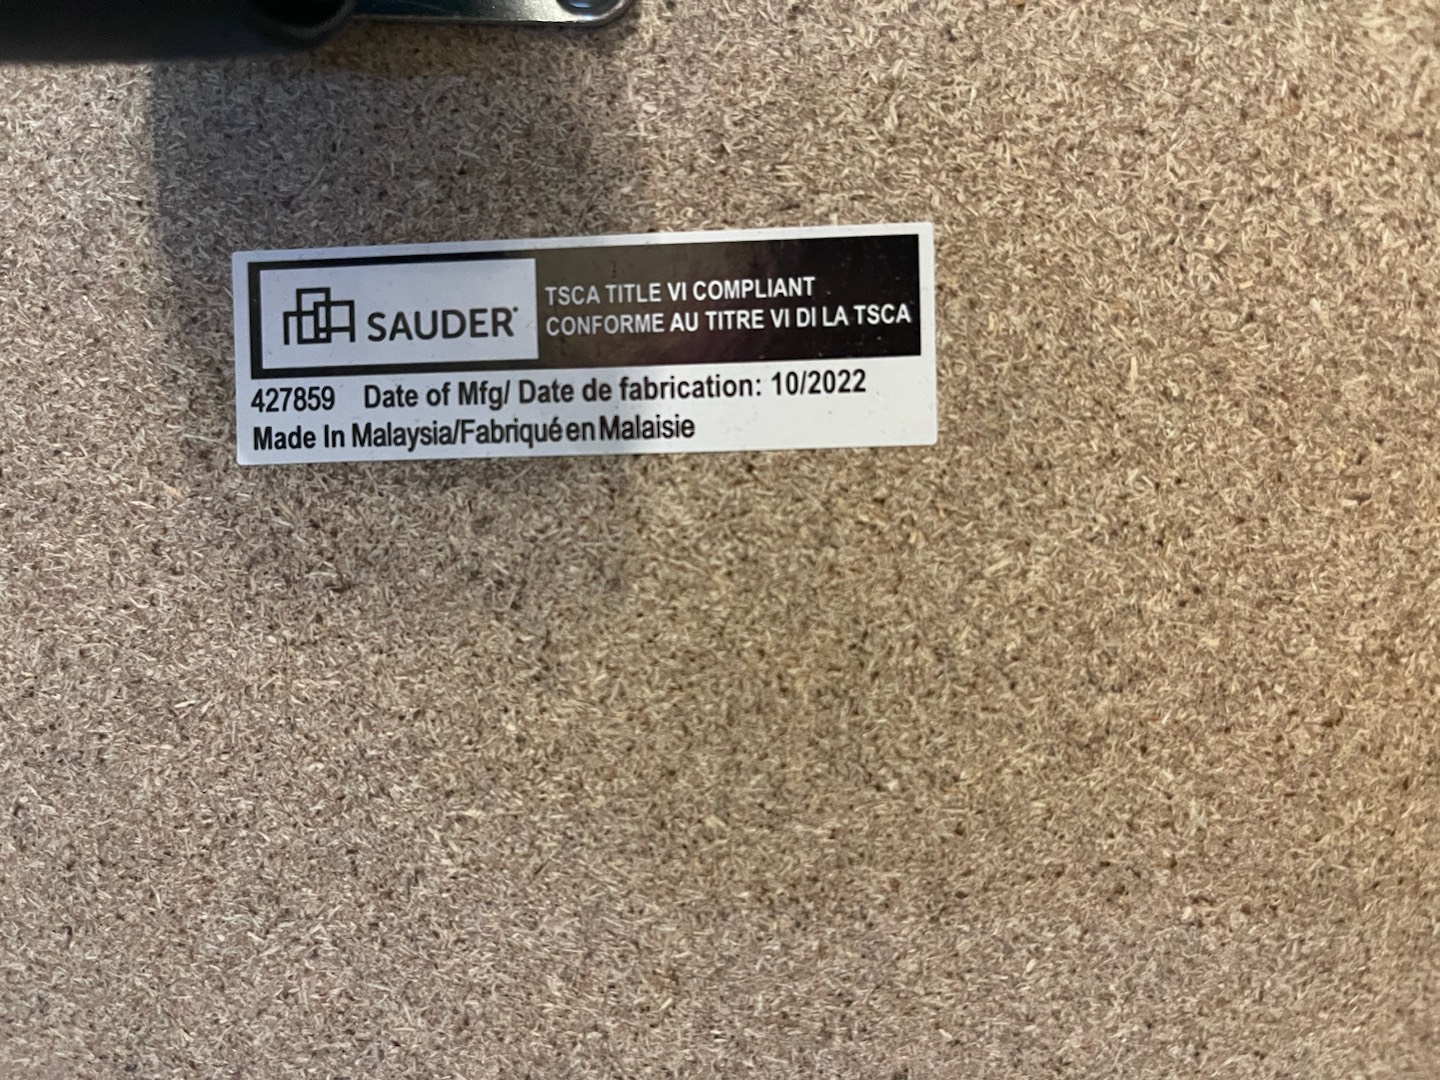 SAUDER
TSCA TITLE VI COMPLIANT
CONFORME AU TITRE VI DI LA TSCA
427859 Date of Mfg/ Date de fabrication: 10/2022
Made In Malaysia/Fabriqué en Malaisie